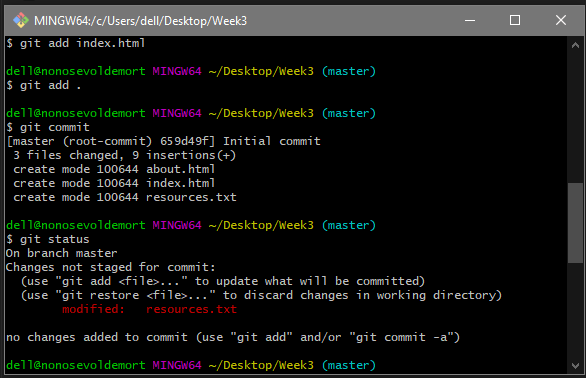 MINGW64:/c/Users/dell/Desktop/Week3
$ git add index.html
dell@nonosevoldemort MINGW64 ~/Desktop/Week3 (master)
$ git add .
dell@nonosevoldemort MINGW64 ~/Desktop/Week3 (master)
$ git commit
[master (root-commit) 659d49f] Initial commit
 3 files changed, 9 insertions(+)
 create mode 100644 about.html
 create mode 100644 index.html
 create mode 100644 resources.txt
dell@nonosevoldemort MINGW64 ~/Desktop/Week3 (master)
$ git status
On branch master
Changes not staged for commit:
  (use "git add <file>..." to update what will be committed)
  (use "git restore <file>..." to discard changes in working directory)
        modified:   resources.txt
no changes added to commit (use "git add" and/or "git commit -a")
dell@nonosevoldemort MINGW64 ~/Desktop/Week3 (master)